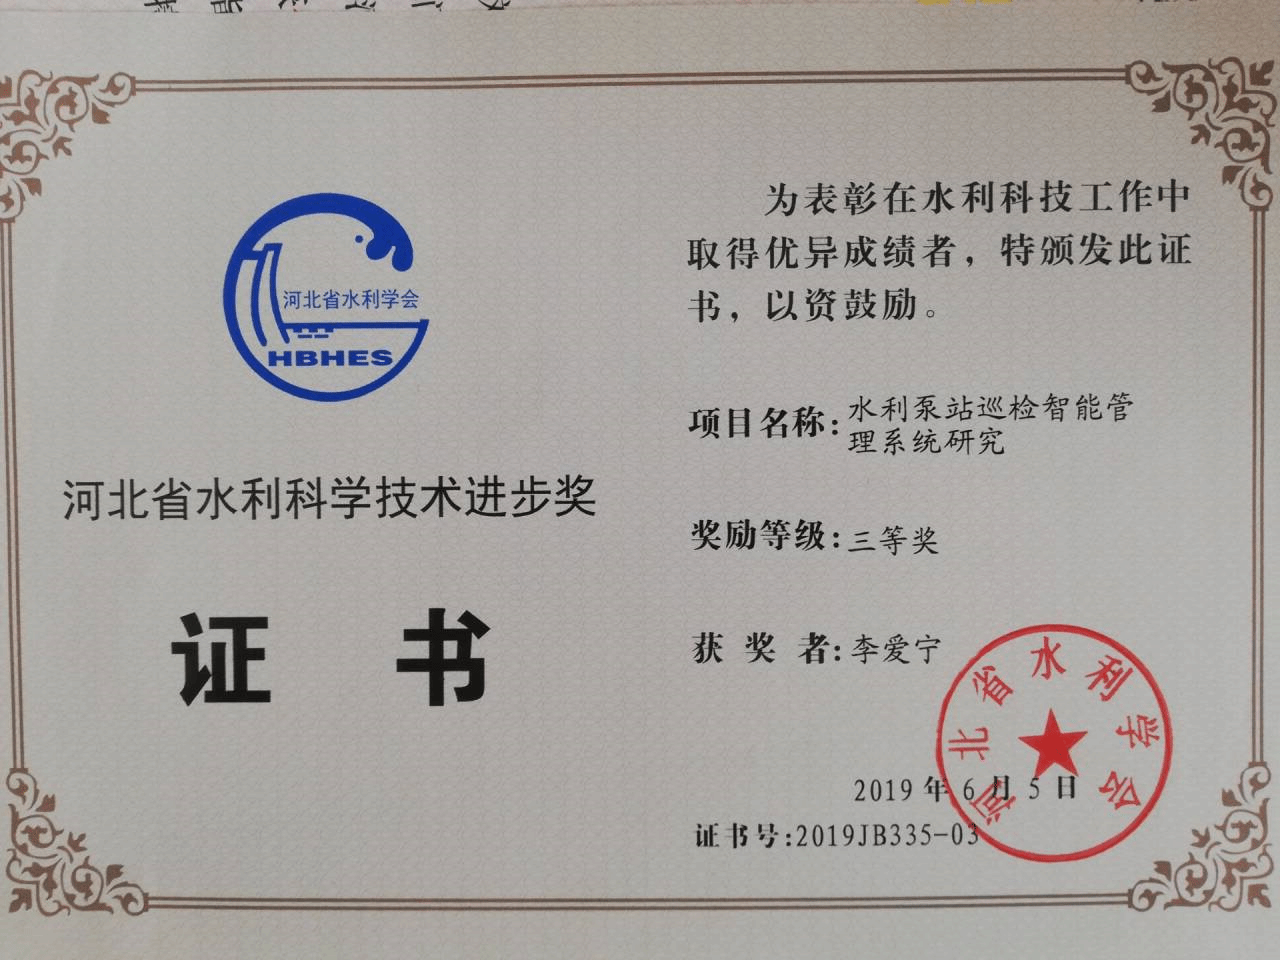 河北省水利学会
HBHES
河北省水利科学技术进步奖
证 书
为表彰在水利科技工作中
取得优异成绩者，特颁发此证
书，以资鼓励。
项目名称:水利泵站巡检智能管
理系统研究
奖励等级:三等奖
获 奖 者:李爱宁
河北省水利学会
2019年6月5日
证书号:2019JB335-03